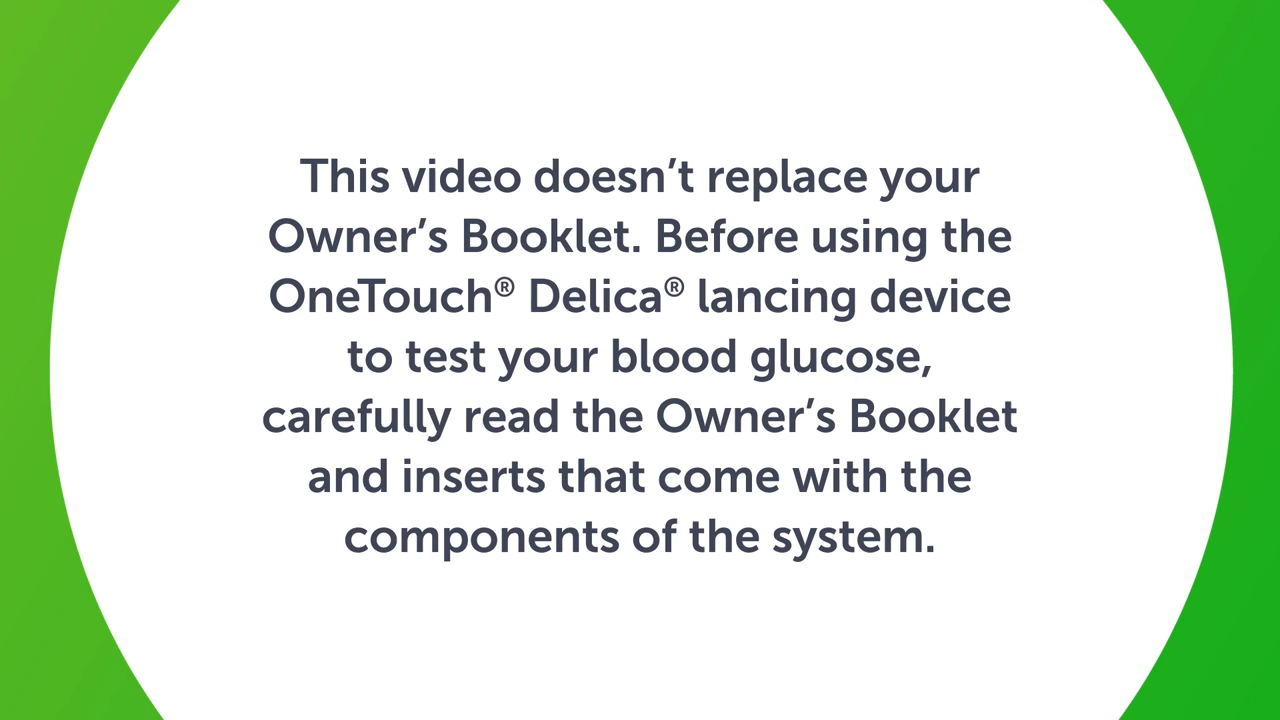 This video doesn’t replace your
Owner’s Booklet. Before using the
OneTouch® Delica® lancing device
to test your blood glucose,
carefully read the Owner’s Booklet
and inserts that come with the
components of the system.